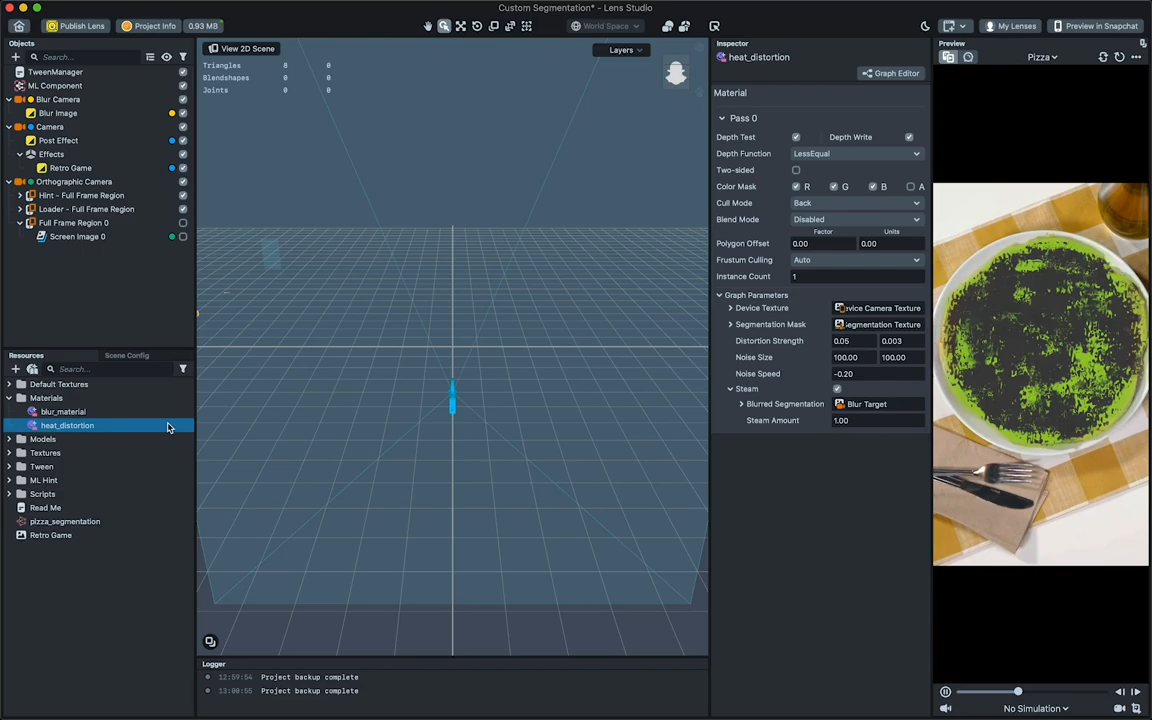 Custom Segmentation* - Lens Studio
Publish Lens
Project Info
0.93 MB
World Space
My Lenses
Preview in Snapchat
Objects
Search...
TweenManager
ML Component
Blur Camera
Blur Image
Camera
Post Effect
Effects
Retro Game
Orthographic Camera
Hint - Full Frame Region
Loader - Full Frame Region
Full Frame Region 0
Screen Image 0
Resources
Scene Config
Search...
Default Textures
Materials
blur_material
heat_distortion
Models
Textures
Tween
ML Hint
Scripts
Read Me
pizza_segmentation
Retro Game
View 2D Scene
Layers
Triangles 8 0
Blendshapes 0 0
Joints 0 0
Logger
12:59:54 Project backup complete
13:00:55 Project backup complete
Inspector
heat_distortion
Graph Editor
Material
Pass 0
Depth Test
Depth Write
Depth Function LessEqual
Two-sided
Color Mask R G B A
Cull Mode Back
Blend Mode Disabled
Factor Units
Polygon Offset 0.00 0.00
Frustum Culling Auto
Instance Count 1
Graph Parameters
Device Texture evice Camera Texture
Segmentation Mask Segmentation Texture
Distortion Strength 0.05 0.003
Noise Size 100.00 100.00
Noise Speed -0.20
Steam
Blurred Segmentation Blur Target
Steam Amount 1.00
Preview
Pizza
No Simulation